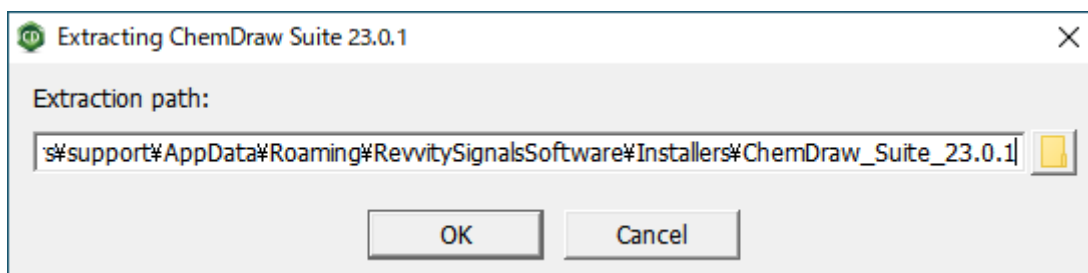 Extracting ChemDraw Suite 23.0.1
Extraction path:
s¥support¥AppData¥Roaming¥RevvitySignalsSoftware¥Installers¥ChemDraw_Suite_23.0.1
OK
Cancel